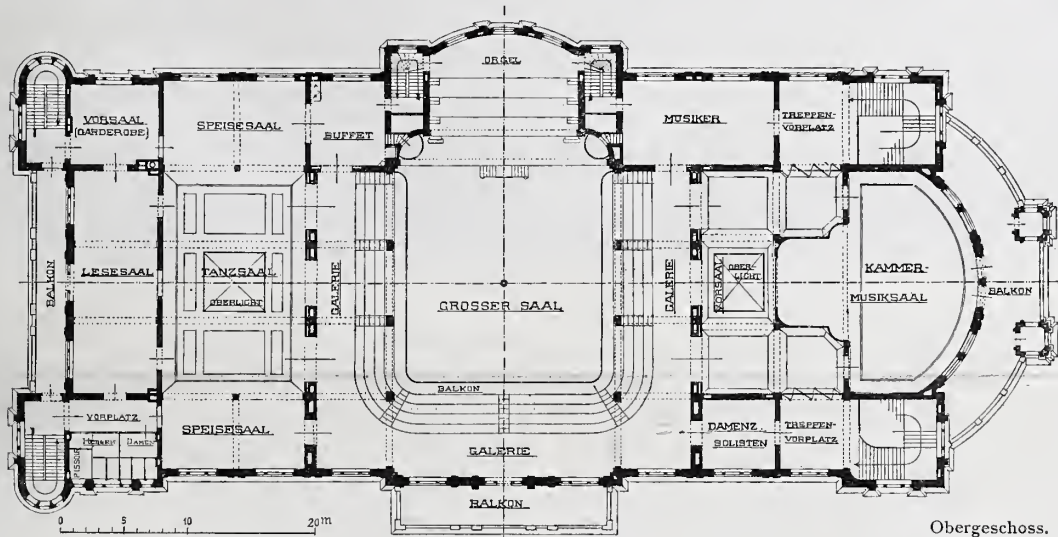 ORGEL
VORSAAL
(GARDEROBE)
SPEISESAAL
BUFFET
MUSIKER
TREPPEN-
VORPLATZ
BALKON
LESESAAL
TANZSAAL
OBERLICHT
GALERIE
GROSSER SAAL
GALERIE
VORSAAL
OBER-
LICHT
KAMMER-
MUSIKSAAL
BALKON
BALKON
VORPLATZ
HERREN
DAMEN
PISSOIR
SPEISESAAL
GALERIE
DAMENZ.
SOLISTEN
TREPPEN-
VORPLATZ
BALKON
0 5 10 20 m
Obergeschoss.